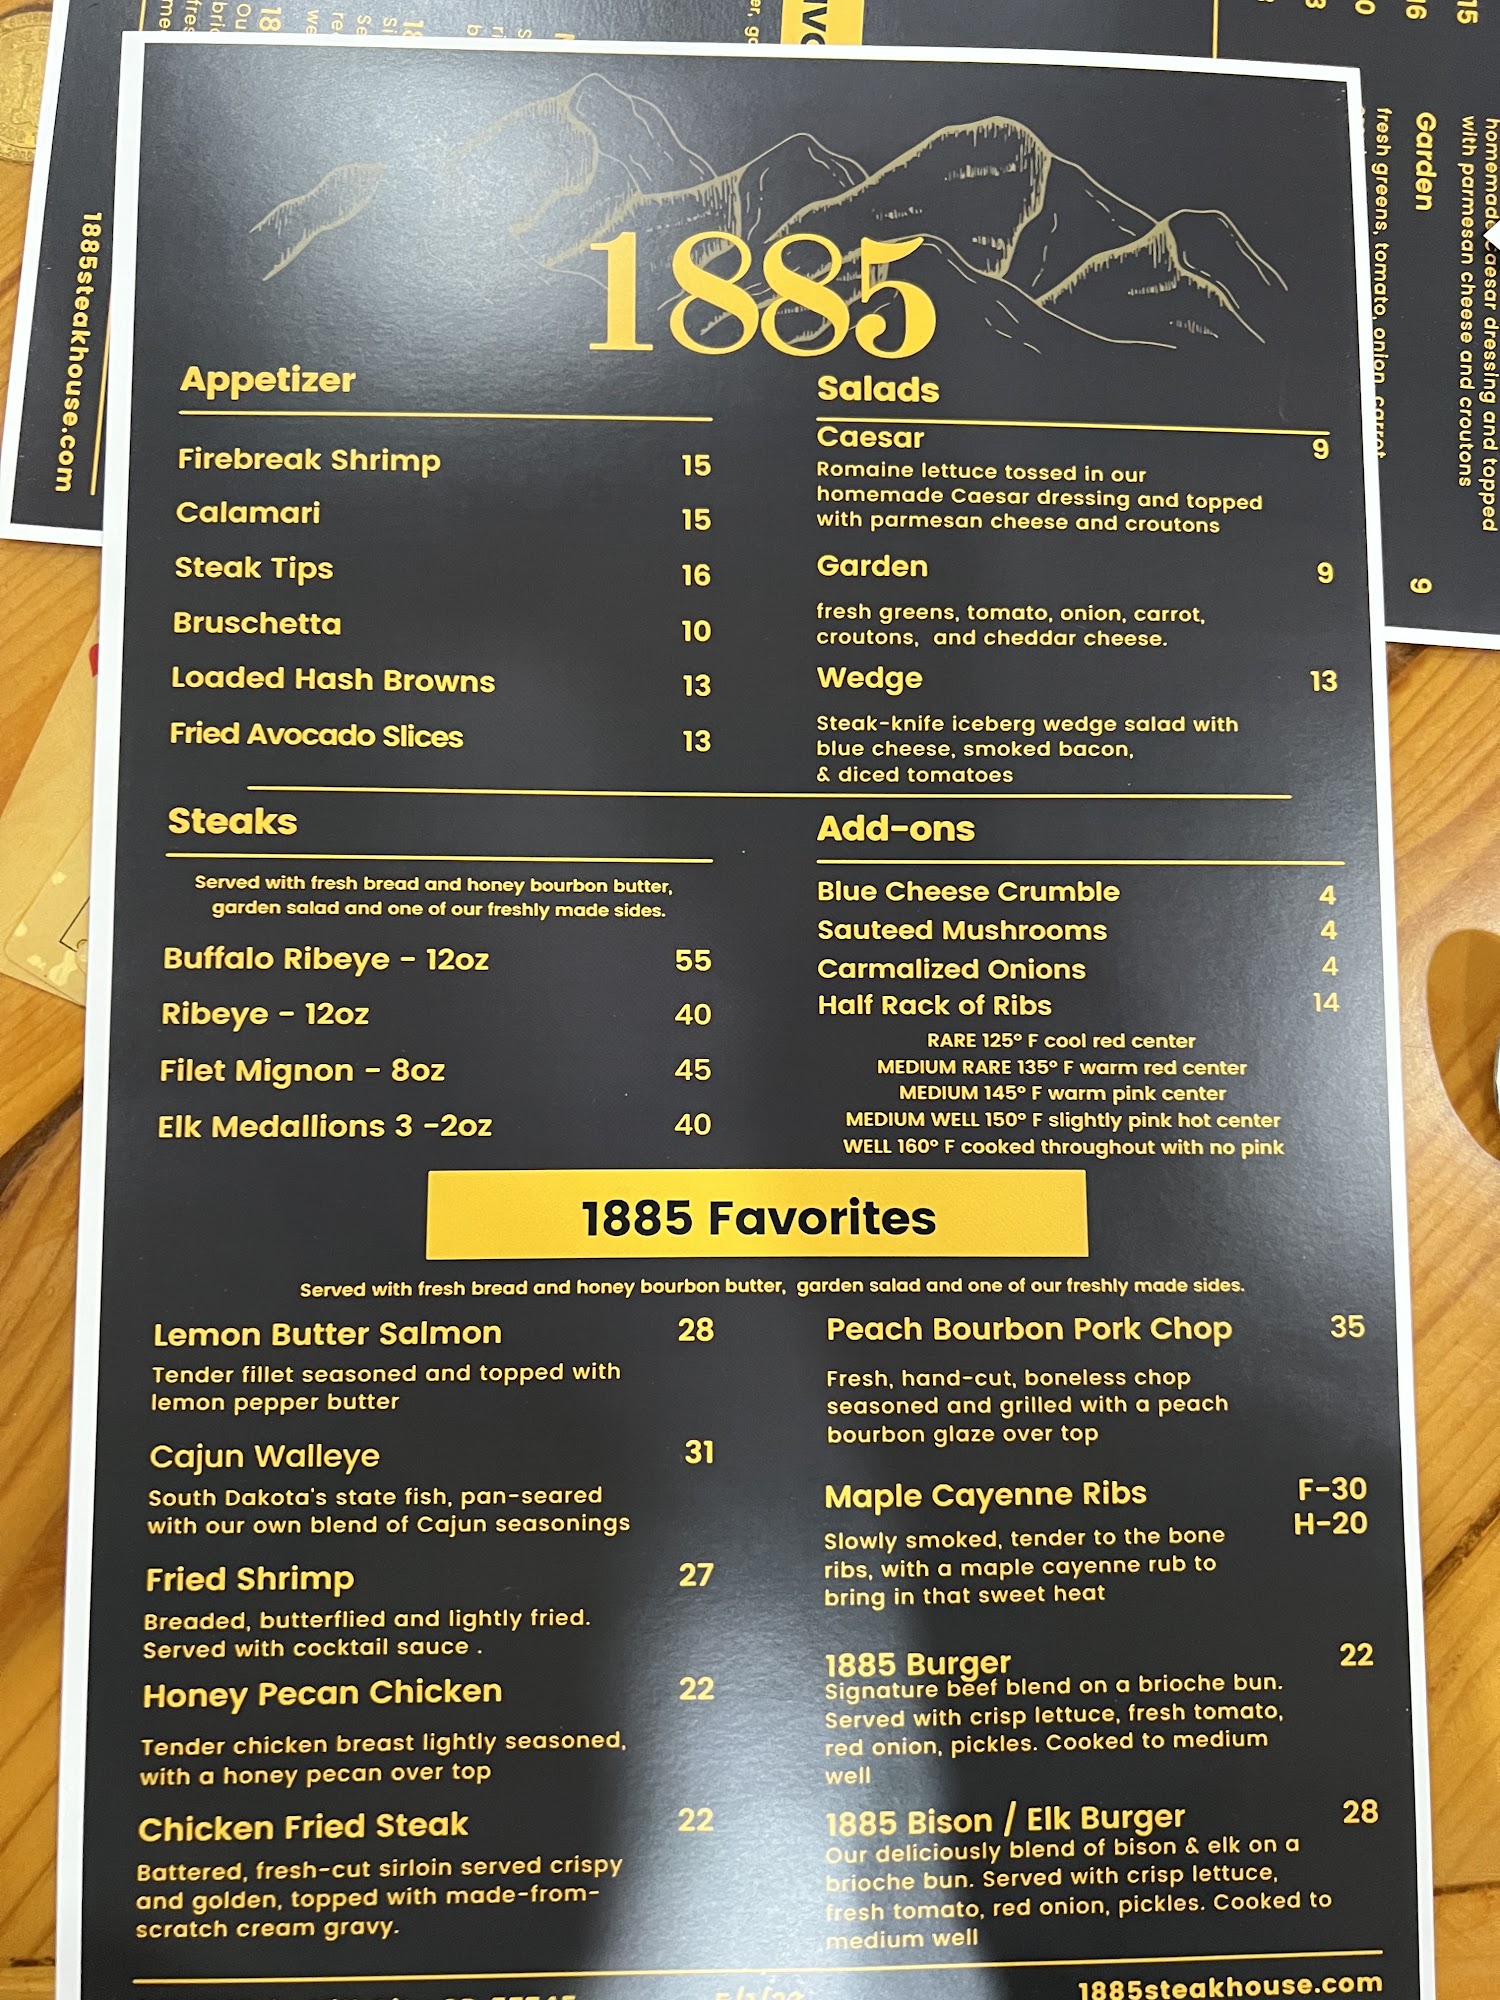 1885
Appetizer
Firebreak Shrimp 15
Calamari 15
Steak Tips 16
Bruschetta 10
Loaded Hash Browns 13
Fried Avocado Slices 13
Salads
Caesar 9
Romaine lettuce tossed in our
homemade Caesar dressing and topped
with parmesan cheese and croutons
Garden 9
fresh greens, tomato, onion, carrot,
croutons, and cheddar cheese.
Wedge 13
Steak-knife iceberg wedge salad with
blue cheese, smoked bacon,
& diced tomatoes
Steaks
Served with fresh bread and honey bourbon butter,
garden salad and one of our freshly made sides.
Buffalo Ribeye - 12oz 55
Ribeye - 12oz 40
Filet Mignon - 8oz 45
Elk Medallions 3 -2oz 40
Add-ons
Blue Cheese Crumble 4
Sauteed Mushrooms 4
Carmalized Onions 4
Half Rack of Ribs 14
RARE 125° F cool red center
MEDIUM RARE 135° F warm red center
MEDIUM 145° F warm pink center
MEDIUM WELL 150° F slightly pink hot center
WELL 160° F cooked throughout with no pink
1885 Favorites
Served with fresh bread and honey bourbon butter, garden salad and one of our freshly made sides.
Lemon Butter Salmon 28
Tender fillet seasoned and topped with
lemon pepper butter
Cajun Walleye 31
South Dakota's state fish, pan-seared
with our own blend of Cajun seasonings
Fried Shrimp 27
Breaded, butterflied and lightly fried.
Served with cocktail sauce .
Honey Pecan Chicken 22
Tender chicken breast lightly seasoned,
with a honey pecan over top
Chicken Fried Steak 22
Battered, fresh-cut sirloin served crispy
and golden, topped with made-from-
scratch cream gravy.
Peach Bourbon Pork Chop 35
Fresh, hand-cut, boneless chop
seasoned and grilled with a peach
bourbon glaze over top
Maple Cayenne Ribs F-30
H-20
Slowly smoked, tender to the bone
ribs, with a maple cayenne rub to
bring in that sweet heat
1885 Burger 22
Signature beef blend on a brioche bun.
Served with crisp lettuce, fresh tomato,
red onion, pickles. Cooked to medium
well
1885 Bison / Elk Burger 28
Our deliciously blend of bison & elk on a
brioche bun. Served with crisp lettuce,
fresh tomato, red onion, pickles. Cooked to
medium well
1885steakhouse.com
1885steakhouse.com
15
16
Garden 9
fresh greens, tomato, onion, carrot
homemade Caesar dressing and topped
with parmesan cheese and croutons